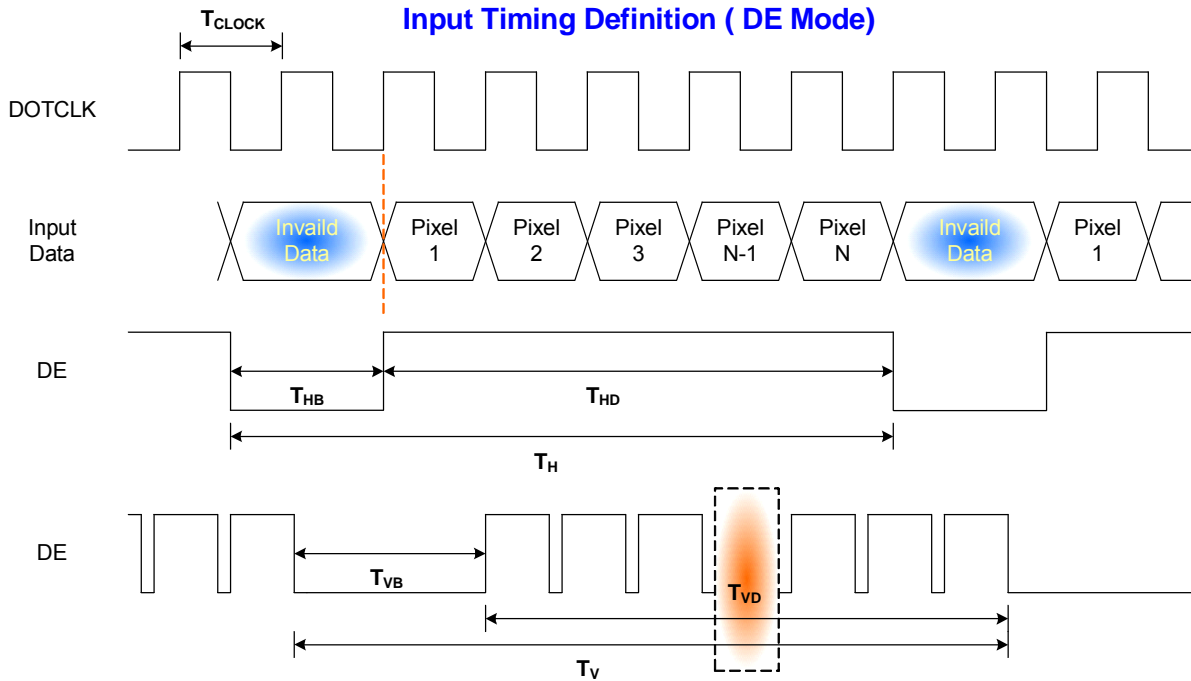 Input Timing Definition ( DE Mode)
TCLOCK
DOTCLK
Input
Data
Invaild
Data
Pixel
1
Pixel
2
Pixel
3
Pixel
N-1
Pixel
N
Invaild
Data
Pixel
1
DE
THB
THD
TH
DE
TVB
TVD
TV